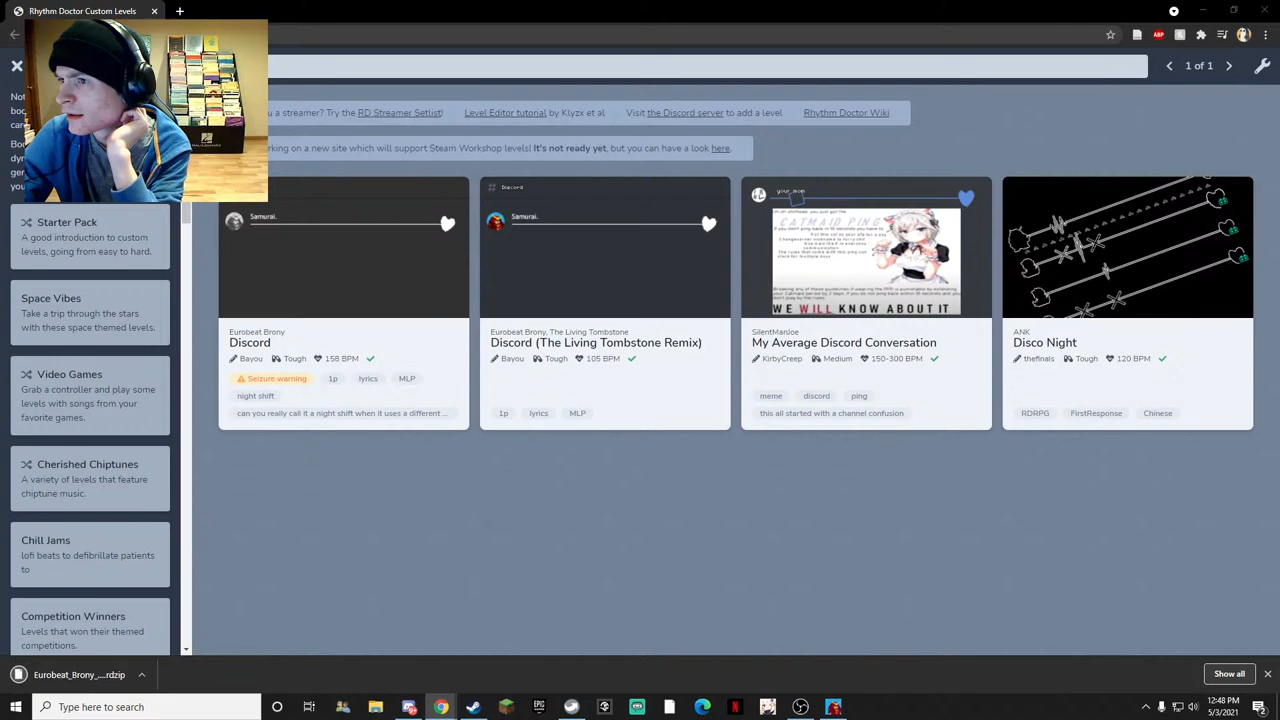 Rhythm Doctor Custom Levels
1 of 1
u a streamer? Try the RD Streamer Setlist!
Level Editor tutorial by Klyzx et al.
Visit the Discord server to add a level
Rhythm Doctor Wiki
rking on a new site which will support Steam Workshop levels! It's not ready yet, but you can have a look here.
Starter Pack
A good introduction to custom
levels, going from easy to hard.
Space Vibes
Take a trip through the stars
with these space themed levels.
Video Games
Grab a controller and play some
levels with songs from your
favorite games.
Cherished Chiptunes
A variety of levels that feature
chiptune music.
Chill Jams
lofi beats to defibrillate patients
to
Competition Winners
Levels that won their themed
competitions.
Samurai.
Eurobeat Brony
Discord
Bayou Tough 158 BPM
Seizure warning 1p lyrics MLP
night shift
can you really call it a night shift when it uses a different ...
# Discord
Samurai.
Eurobeat Brony, The Living Tombstone
Discord (The Living Tombstone Remix)
Bayou Tough 105 BPM
1p lyrics MLP
your mom
CATMAID PING
WE WILL KNOW ABOUT IT
SilentManJoe
My Average Discord Conversation
KirbyCreep Medium 150-300 BPM
meme discord ping
this all started with a channel confusion
ANK
Disco Night
thefinals Tough 120 BPM
RDRPG FirstResponse Chinese
Eurobeat_Brony_....rdzip
Show all
Type here to search
12:48 PM
5/3/2021